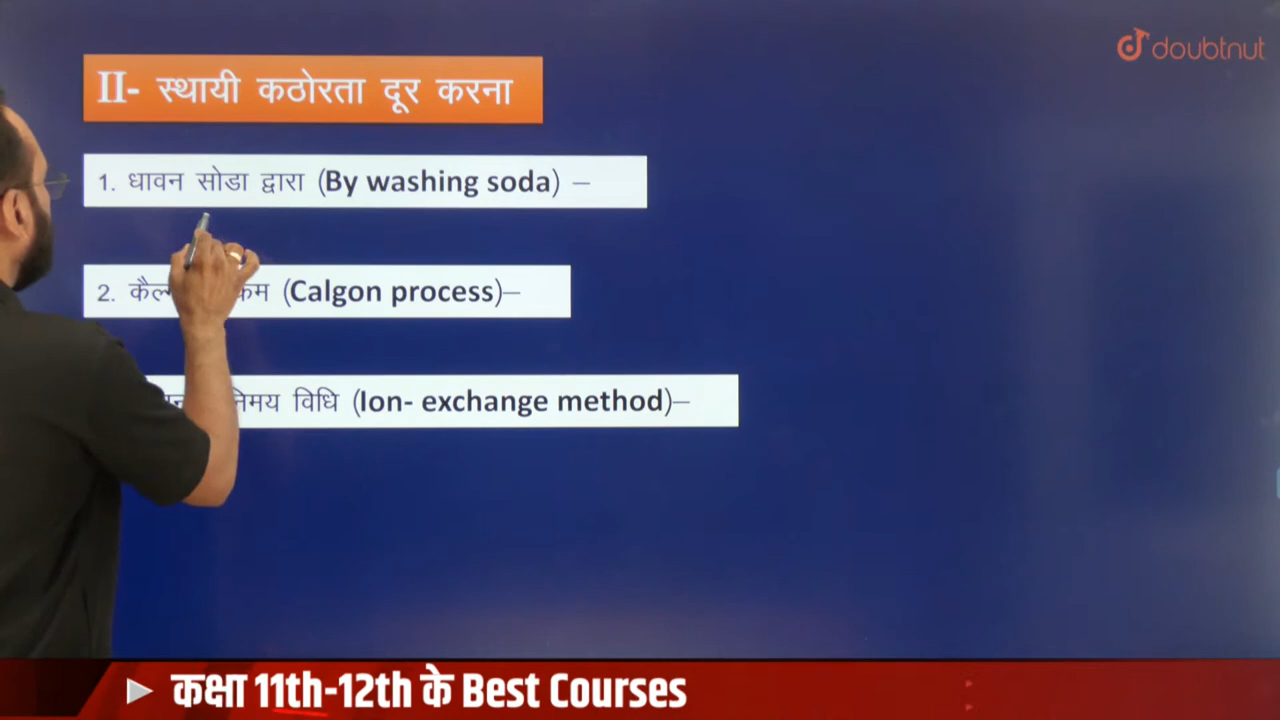 doubtnut
II- स्थायी कठोरता दूर करना
1. धावन सोडा द्वारा (By washing soda) –
2. (Calgon process)–
विधि (Ion- exchange method)–
कक्षा 11th-12th के Best Courses